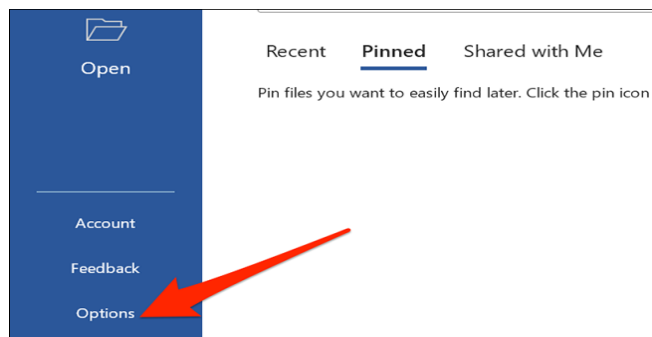 Open
Recent Pinned Shared with Me
Pin files you want to easily find later. Click the pin icon
Account
Feedback
Options